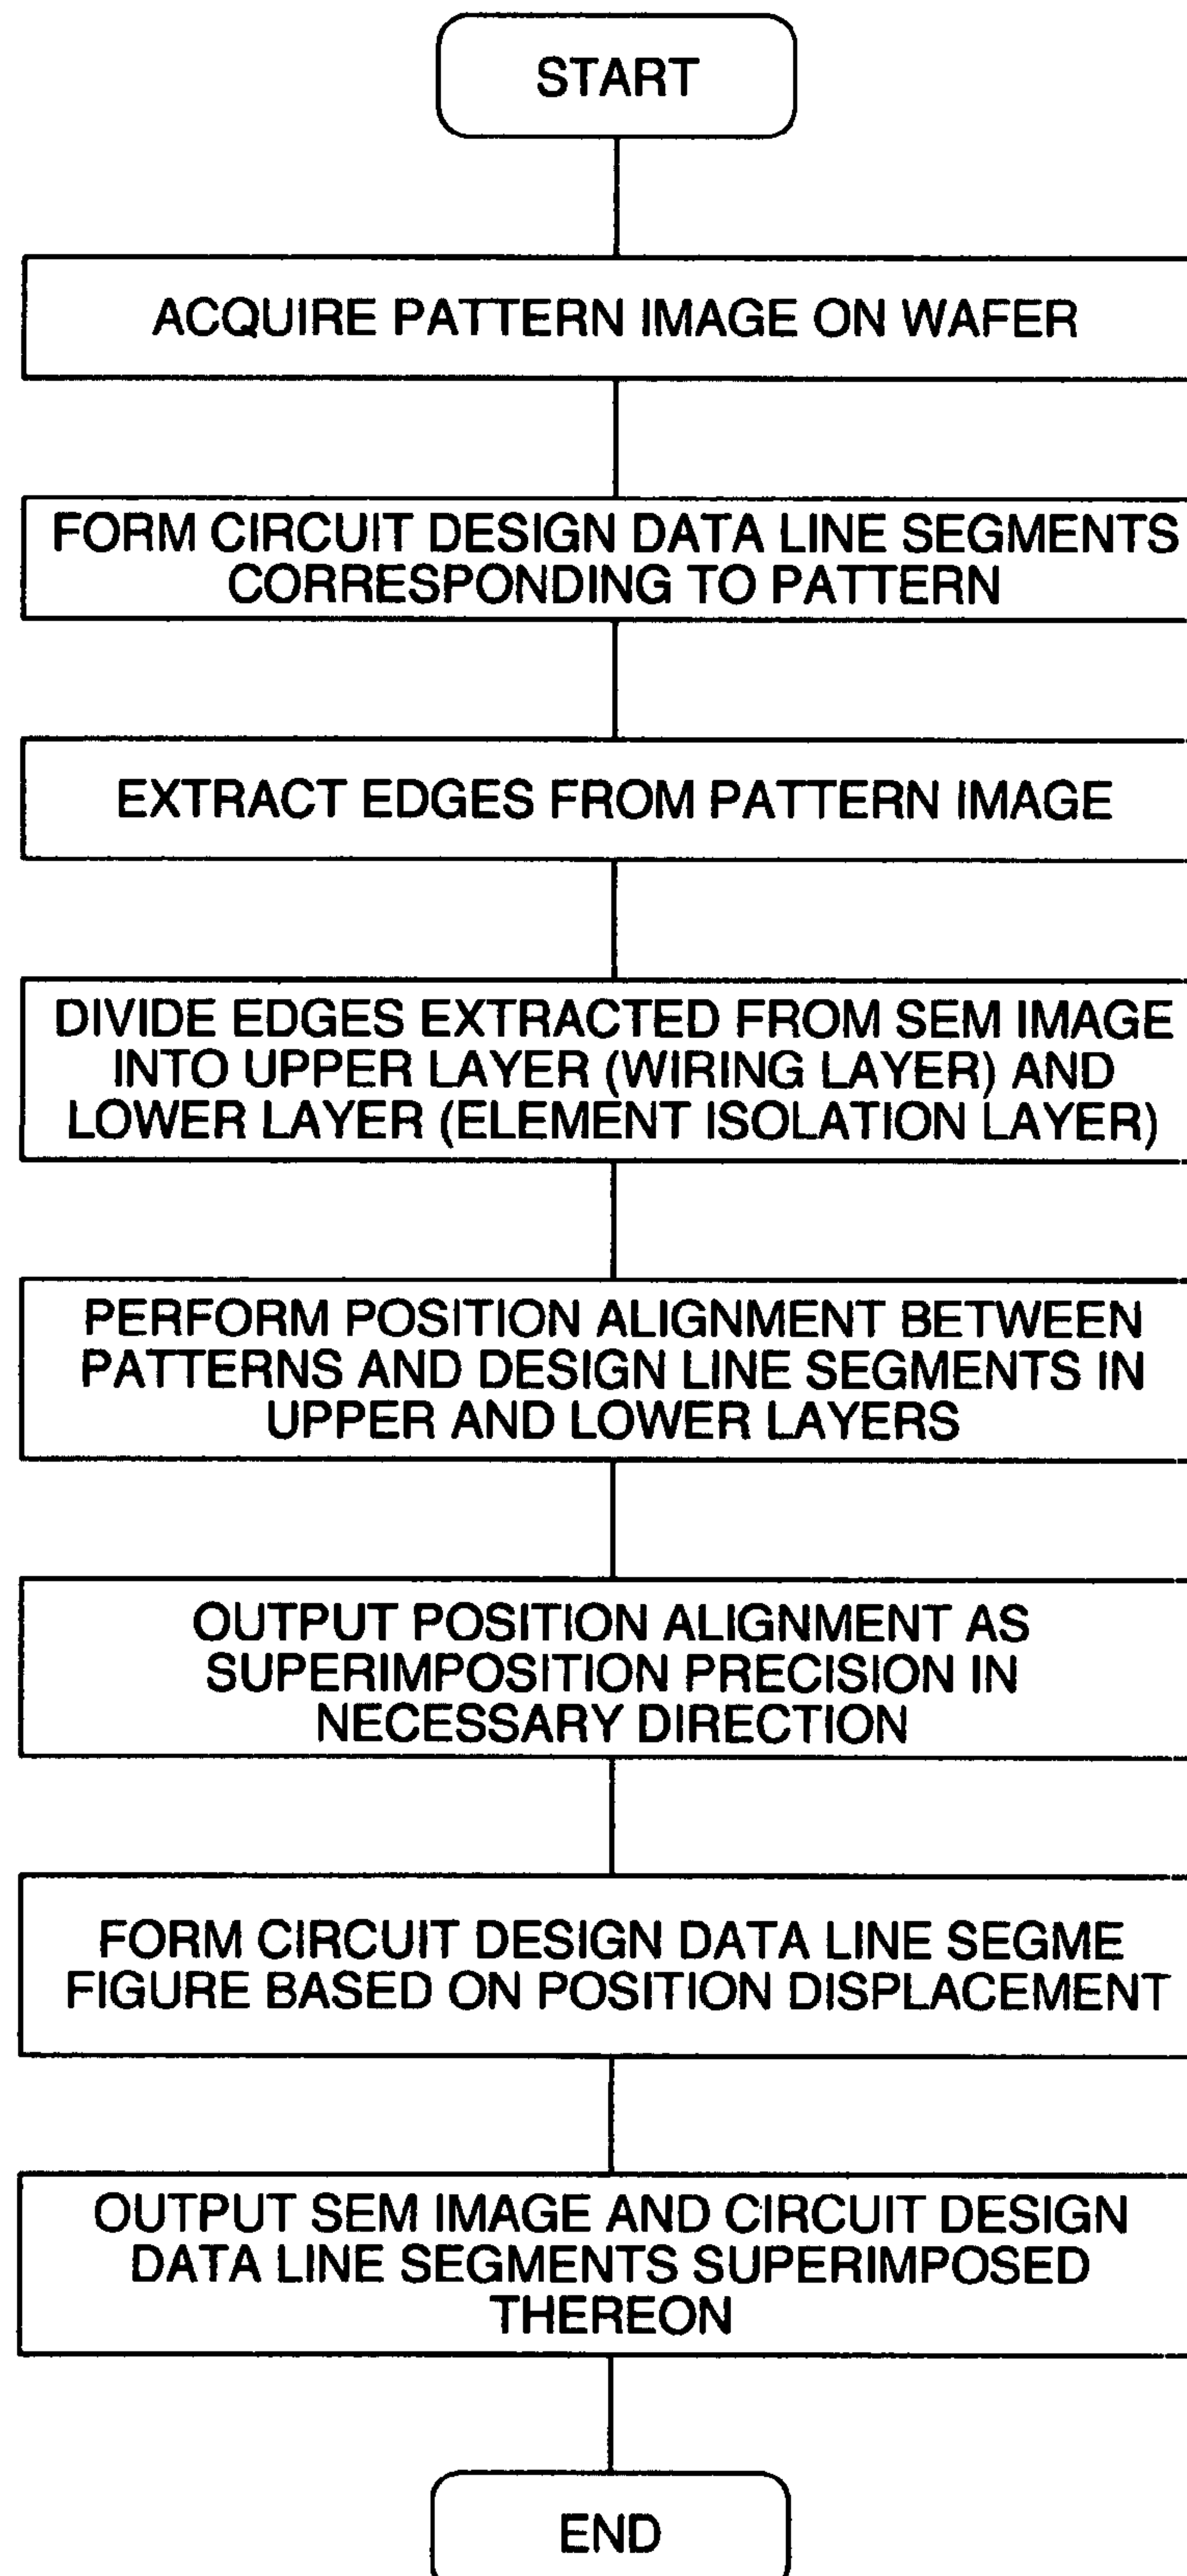 START
ACQUIRE PATTERN IMAGE ON WAFER
FORM CIRCUIT DESIGN DATA LINE SEGMENTS
CORRESPONDING TO PATTERN
EXTRACT EDGES FROM PATTERN IMAGE
DIVIDE EDGES EXTRACTED FROM SEM IMAGE
INTO UPPER LAYER (WIRING LAYER) AND
LOWER LAYER (ELEMENT ISOLATION LAYER)
PERFORM POSITION ALIGNMENT BETWEEN
PATTERNS AND DESIGN LINE SEGMENTS IN
UPPER AND LOWER LAYERS
OUTPUT POSITION ALIGNMENT AS
SUPERIMPOSITION PRECISION IN
NECESSARY DIRECTION
FORM CIRCUIT DESIGN DATA LINE SEGME
FIGURE BASED ON POSITION DISPLACEMENT
OUTPUT SEM IMAGE AND CIRCUIT DESIGN
DATA LINE SEGMENTS SUPERIMPOSED
THEREON
END